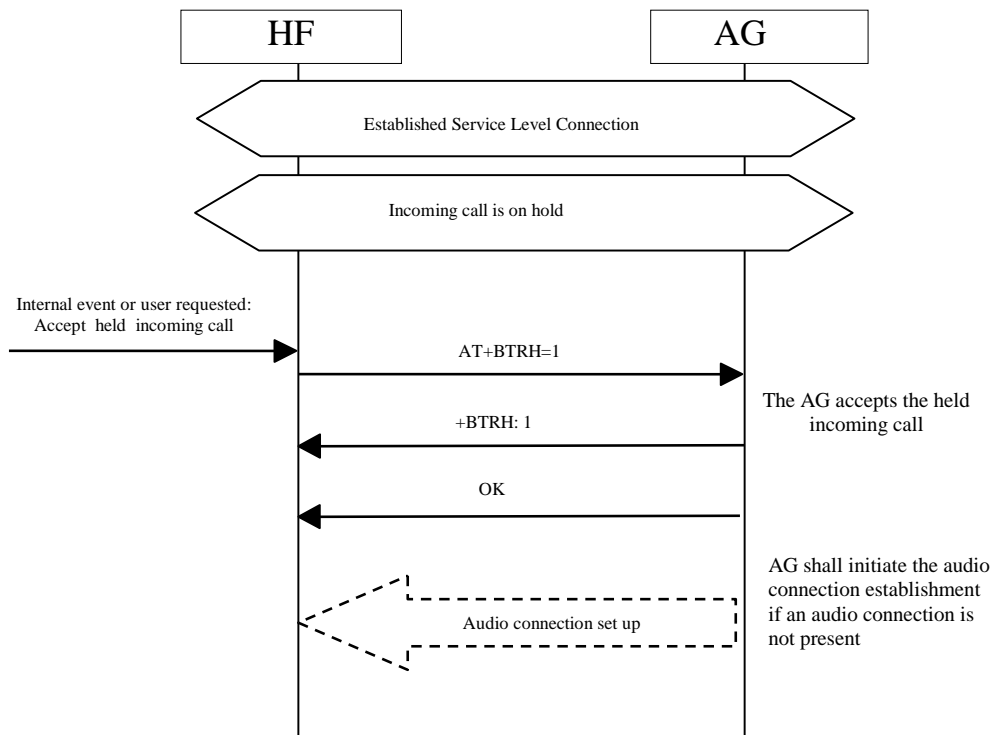 HF
AG
Established Service Level Connection
Incoming call is on hold
Internal event or user requested:
Accept held incoming call
AT+BTRH=1
The AG accepts the held
incoming call
+BTRH: 1
OK
AG shall initiate the audio
connection establishment
if an audio connection is
not present
Audio connection set up